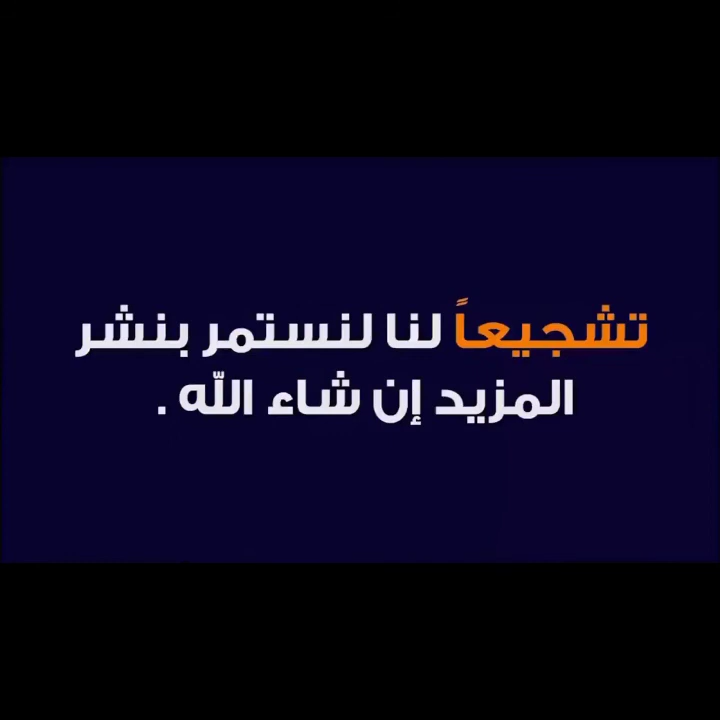 تشجيعاً لنا لنستمر بنشر
المزيد إن شاء الله .